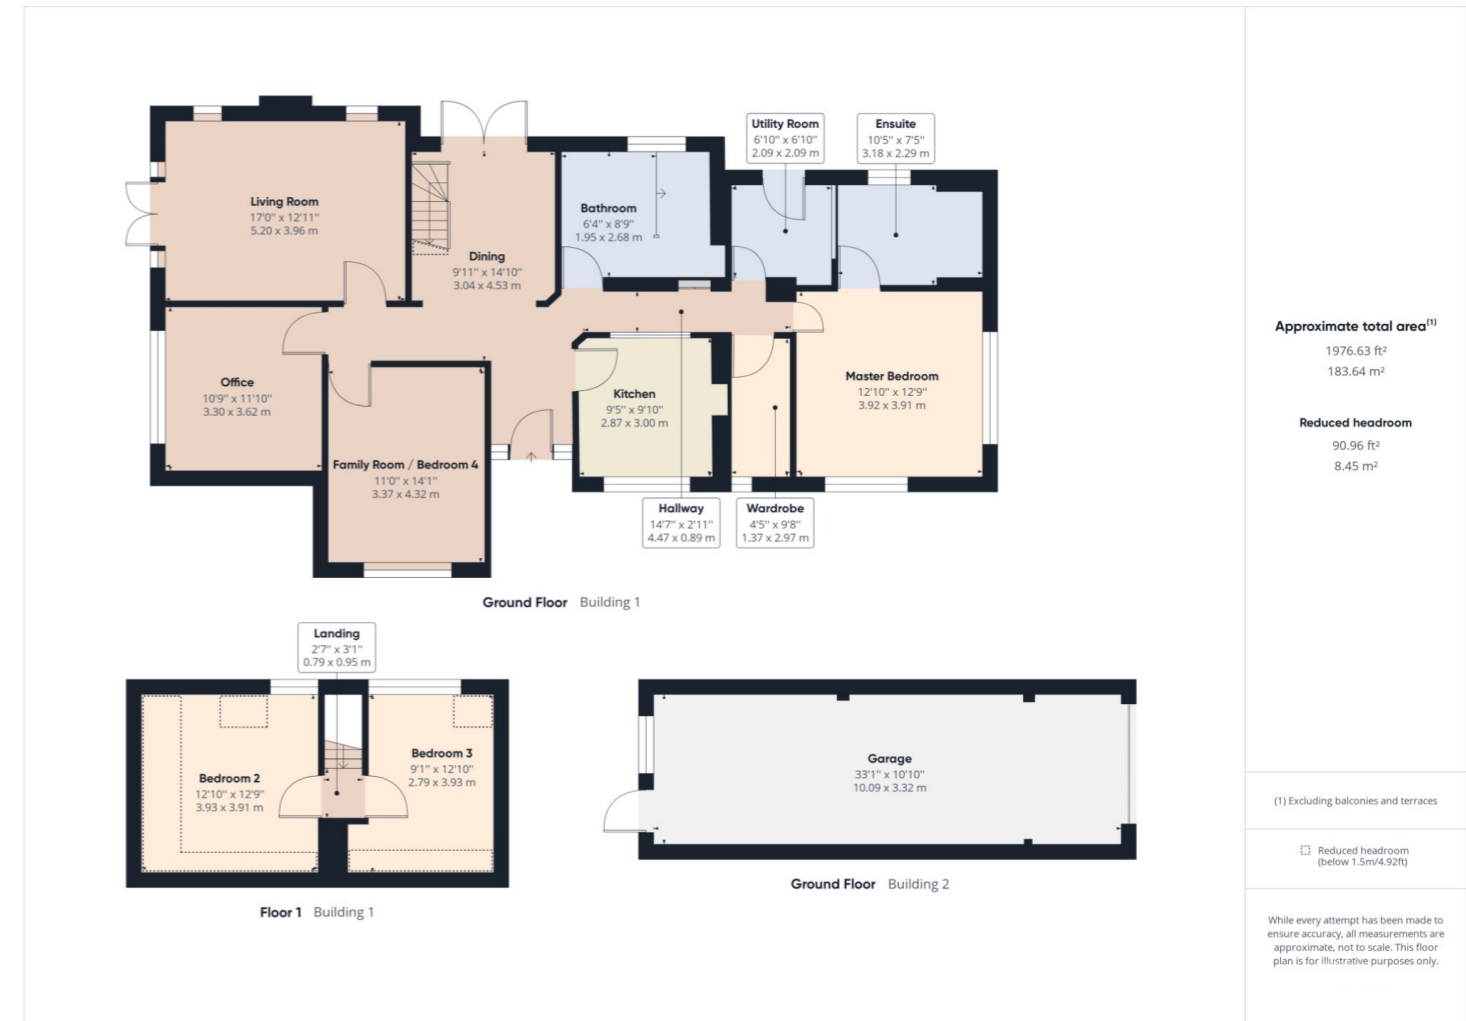 Utility Room
6'10" x 6'10"
2.09 x 2.09 m
Ensuite
10'5" x 7'5"
3.18 x 2.29 m
Living Room
17'0" x 12'11"
5.20 x 3.96 m
Bathroom
6'4" x 8'9"
1.95 x 2.68 m
Dining
9'11" x 14'10"
3.04 x 4.53 m
Office
10'9" x 11'10"
3.30 x 3.62 m
Kitchen
9'5" x 9'10"
2.87 x 3.00 m
Master Bedroom
12'10" x 12'9"
3.92 x 3.91 m
Family Room / Bedroom 4
11'0" x 14'1"
3.37 x 4.32 m
Hallway
14'7" x 2'11"
4.47 x 0.89 m
Wardrobe
4'5" x 9'8"
1.37 x 2.97 m
Ground Floor Building 1
Landing
2'7" x 3'1"
0.79 x 0.95 m
Bedroom 2
12'10" x 12'9"
3.93 x 3.91 m
Bedroom 3
9'1" x 12'10"
2.79 x 3.93 m
Floor 1 Building 1
Garage
33'1" x 10'10"
10.09 x 3.32 m
Ground Floor Building 2
Approximate total area(1)
1976.63 ft²
183.64 m²
Reduced headroom
90.96 ft²
8.45 m²
(1) Excluding balconies and terraces
Reduced headroom
(below 1.5m/4.92ft)
While every attempt has been made to
ensure accuracy, all measurements are
approximate, not to scale. This floor
plan is for illustrative purposes only.